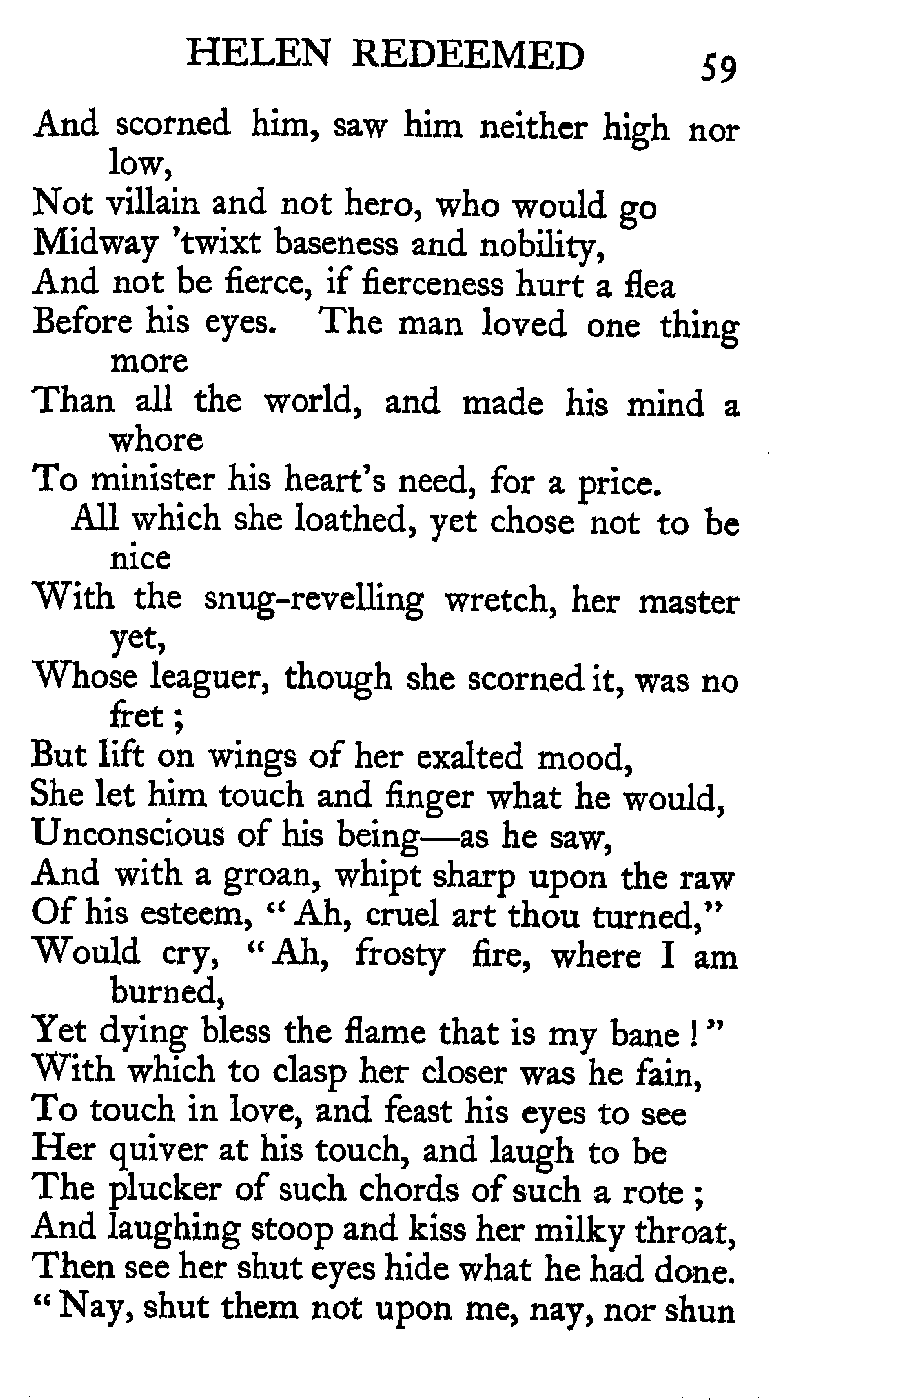 HELEN REDEEMED 59
And scorned him, saw him neither high nor
low,
Not villain and not hero, who would go
Midway ’twixt baseness and nobility,
And not be fierce, if fierceness hurt a flea
Before his eyes. The man loved one thing
more
Than all the world, and made his mind a
whore
To minister his heart’s need, for a price.
All which she loathed, yet chose not to be
nice
With the snug-revelling wretch, her master
yet,
Whose leaguer, though she scorned it, was no
fret ;
But lift on wings of her exalted mood,
She let him touch and finger what he would,
Unconscious of his being—as he saw,
And with a groan, whipt sharp upon the raw
Of his esteem, “ Ah, cruel art thou turned,”
Would cry, “ Ah, frosty fire, where I am
burned,
Yet dying bless the flame that is my bane ! ”
With which to clasp her closer was he fain,
To touch in love, and feast his eyes to see
Her quiver at his touch, and laugh to be
The plucker of such chords of such a rote ;
And laughing stoop and kiss her milky throat,
Then see her shut eyes hide what he had done.
“ Nay, shut them not upon me, nay, nor shun